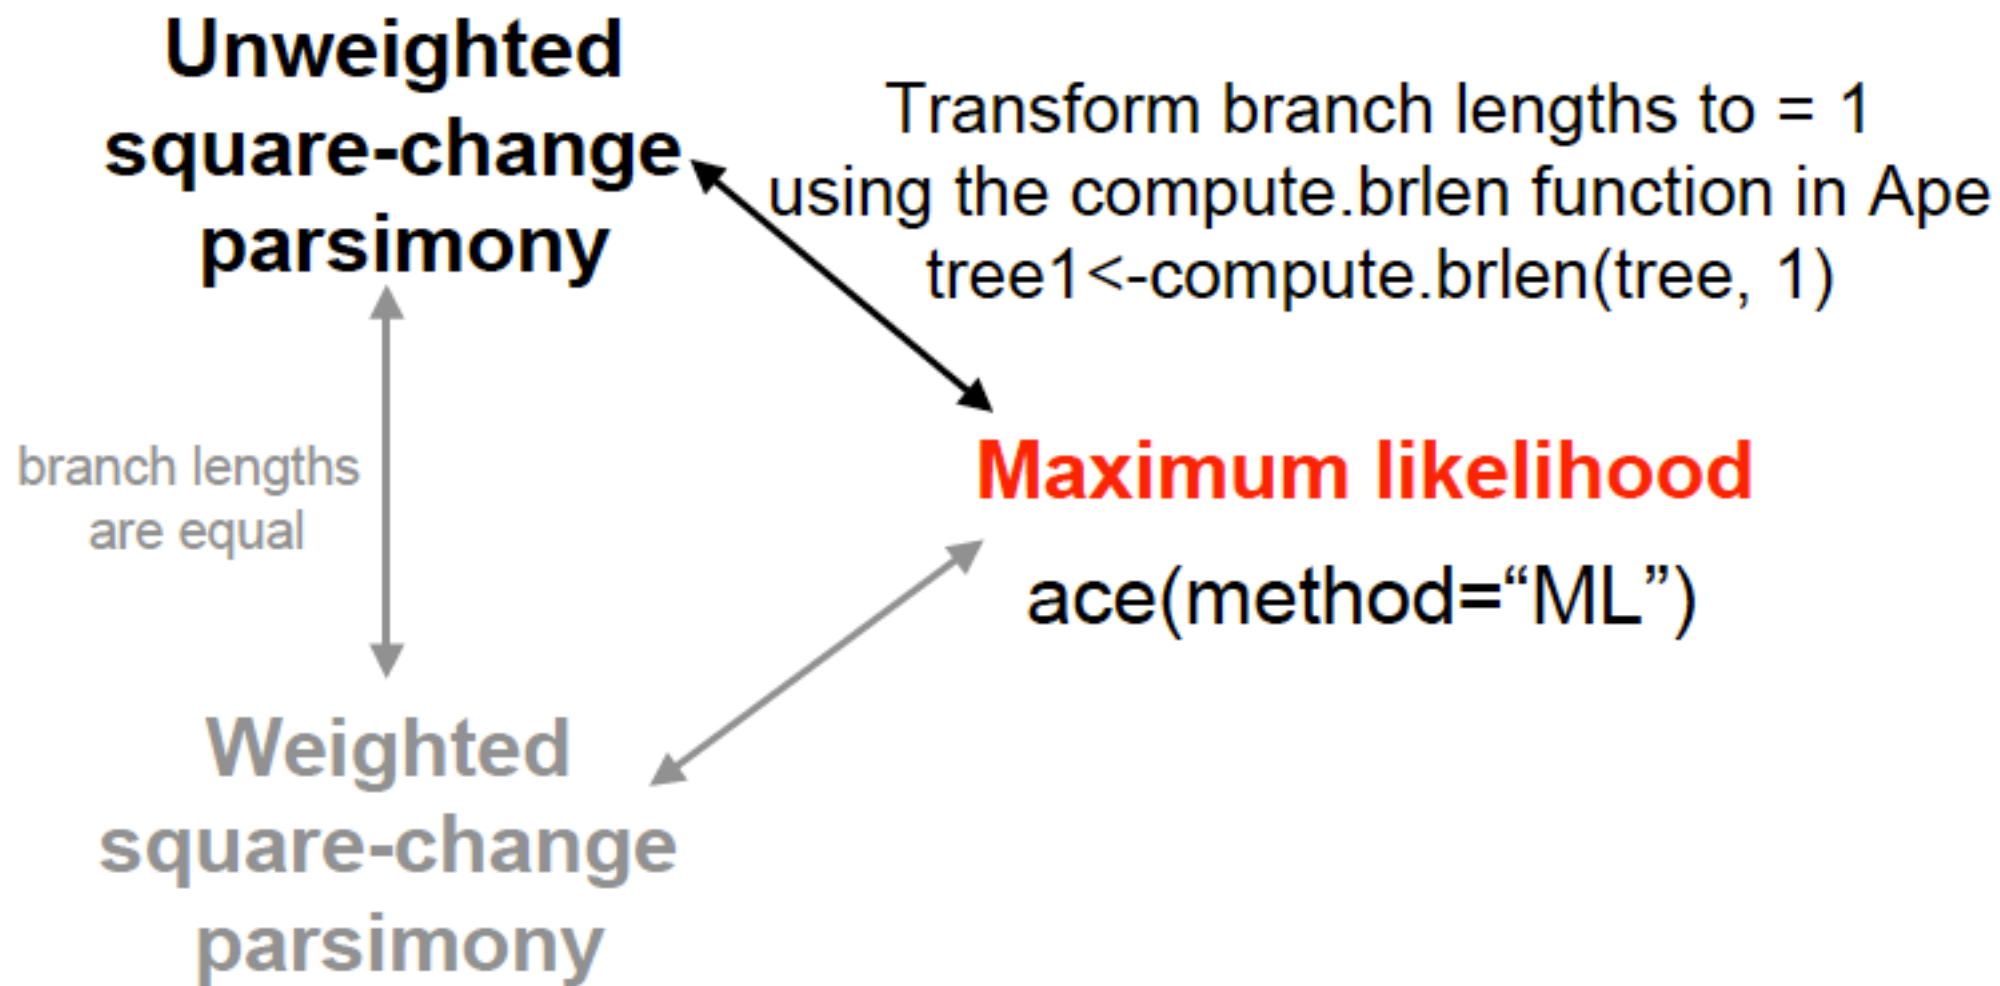 Unweighted
square-change
parsimony
Transform branch lengths to = 1
using the compute.brlen function in Ape
tree1<-compute.brlen(tree, 1)
branch lengths
are equal
Maximum likelihood
ace(method=“ML”)
Weighted
square-change
parsimony